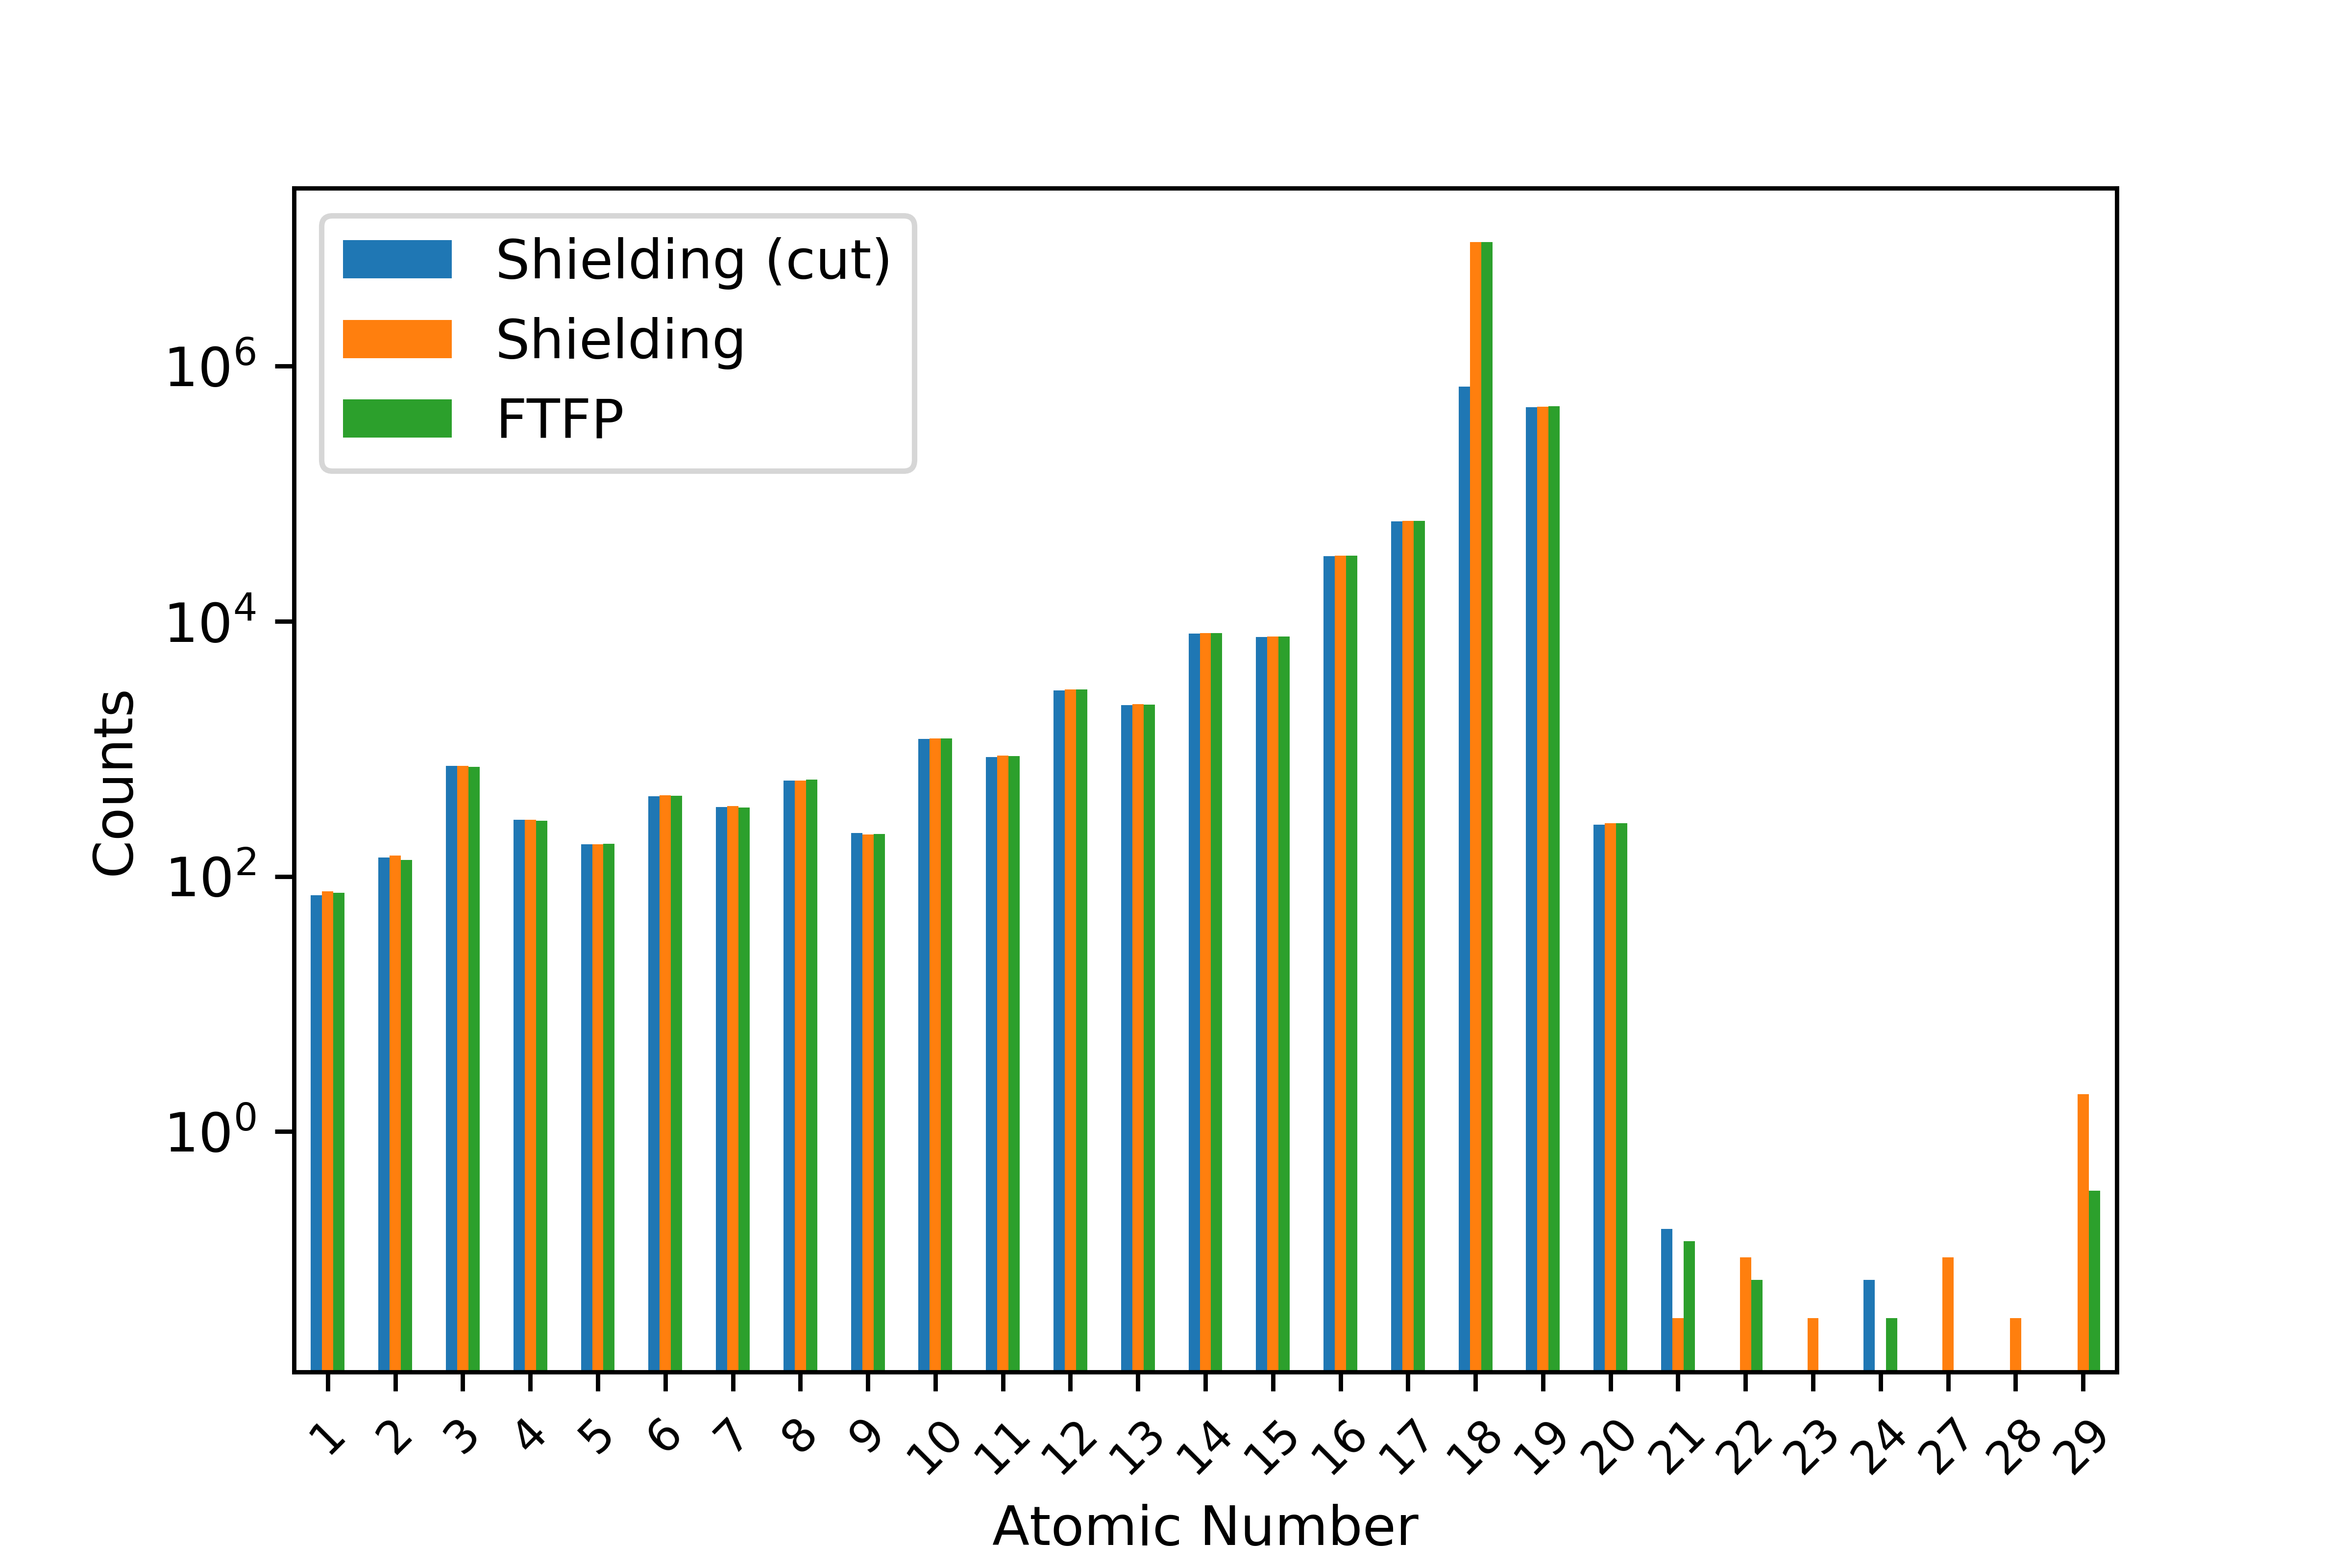 Shielding (cut)
Shielding
FTFP
10⁶
10⁴
10²
10⁰
Counts
1 2 3 4 5 6 7 8 9 10 11 12 13 14 15 16 17 18 19 20 21 22 23 24 27 28 29
Atomic Number